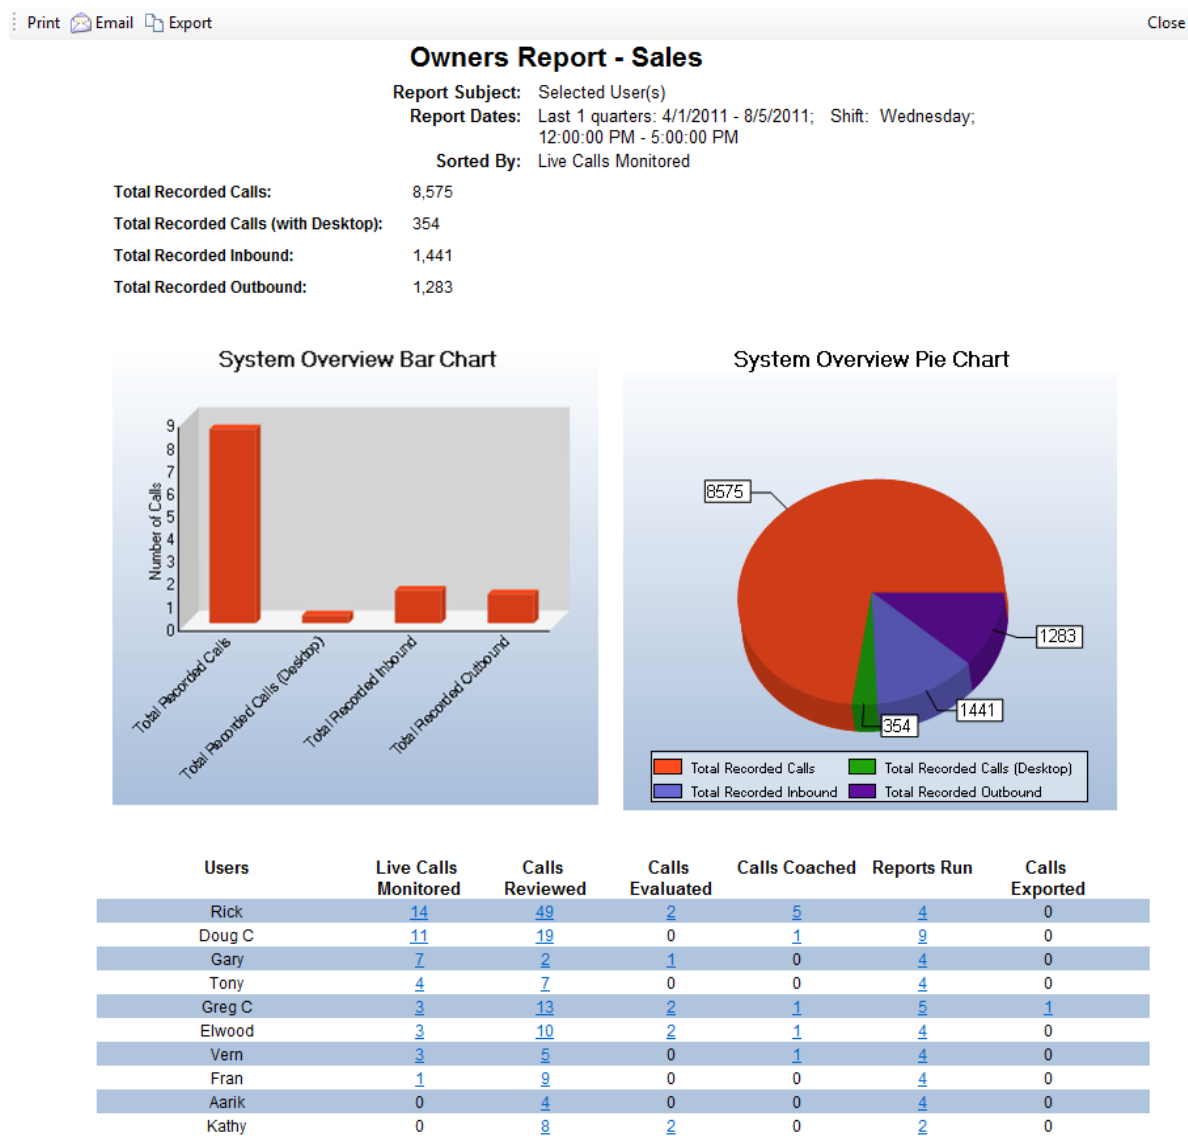 Print Email Export Close
Owners Report - Sales
Report Subject: Selected User(s)
Report Dates: Last 1 quarters: 4/1/2011 - 8/5/2011; Shift: Wednesday;
12:00:00 PM - 5:00:00 PM
Sorted By: Live Calls Monitored
Total Recorded Calls: 8,575
Total Recorded Calls (with Desktop): 354
Total Recorded Inbound: 1,441
Total Recorded Outbound: 1,283
System Overview Bar Chart
Number of Calls
9
8
7
6
5
4
3
2
1
0
Total Recorded Calls
Total Recorded Calls (Desktop)
Total Recorded Inbound
Total Recorded Outbound
System Overview Pie Chart
8575
1283
1441
354
Total Recorded Calls Total Recorded Calls (Desktop)
Total Recorded Inbound Total Recorded Outbound
Users Live Calls Calls Calls Calls Coached Reports Run Calls
Monitored Reviewed Evaluated Exported
Rick 14 49 2 5 4 0
Doug C 11 19 0 1 9 0
Gary 7 2 1 0 4 0
Tony 4 7 0 0 4 0
Greg C 3 13 2 1 5 1
Elwood 3 10 2 1 4 0
Vern 3 5 0 1 4 0
Fran 1 9 0 0 4 0
Aarik 0 4 0 0 4 0
Kathy 0 8 2 0 2 0